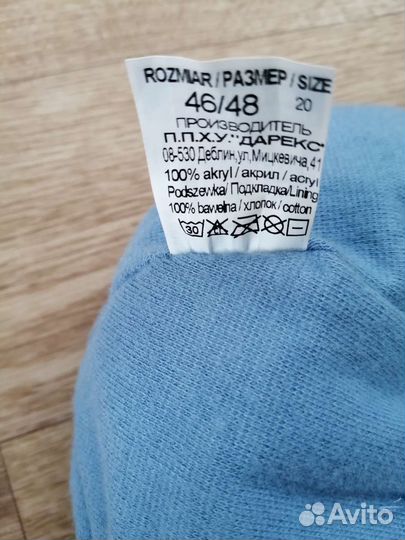 ROZMIAR / РАЗМЕР / SIZE
46/48 20
ПРОИЗВОДИТЕЛЬ
П.П.Х.У. "ДАРЕКС"
08-530 Деблин, ул, Мицкевича, 41
100% akryl / акрил / acryl
Podszewka/ Подкладка/Lining
100% bawełna / хлопок / cotton
30
Avito